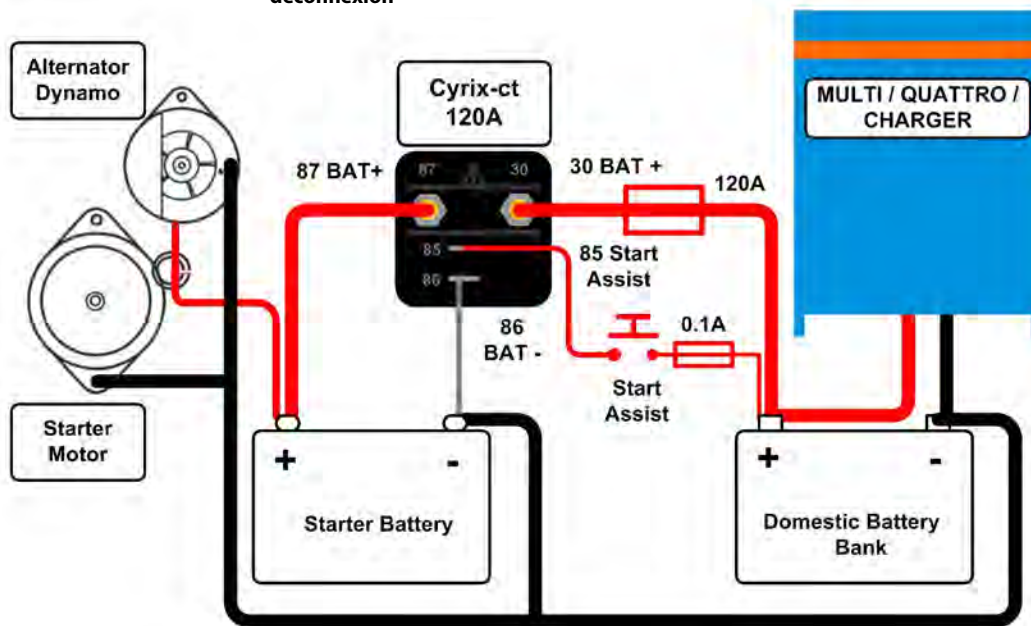 déconnexion
Alternator
Dynamo
Cyrix-ct
120A
MULTI / QUATTRO /
CHARGER
87 BAT+
87
30
30 BAT +
120A
85
85 Start
Assist
86
86
BAT -
0.1A
Start
Assist
Starter
Motor
+
-
Starter Battery
+
-
Domestic Battery
Bank